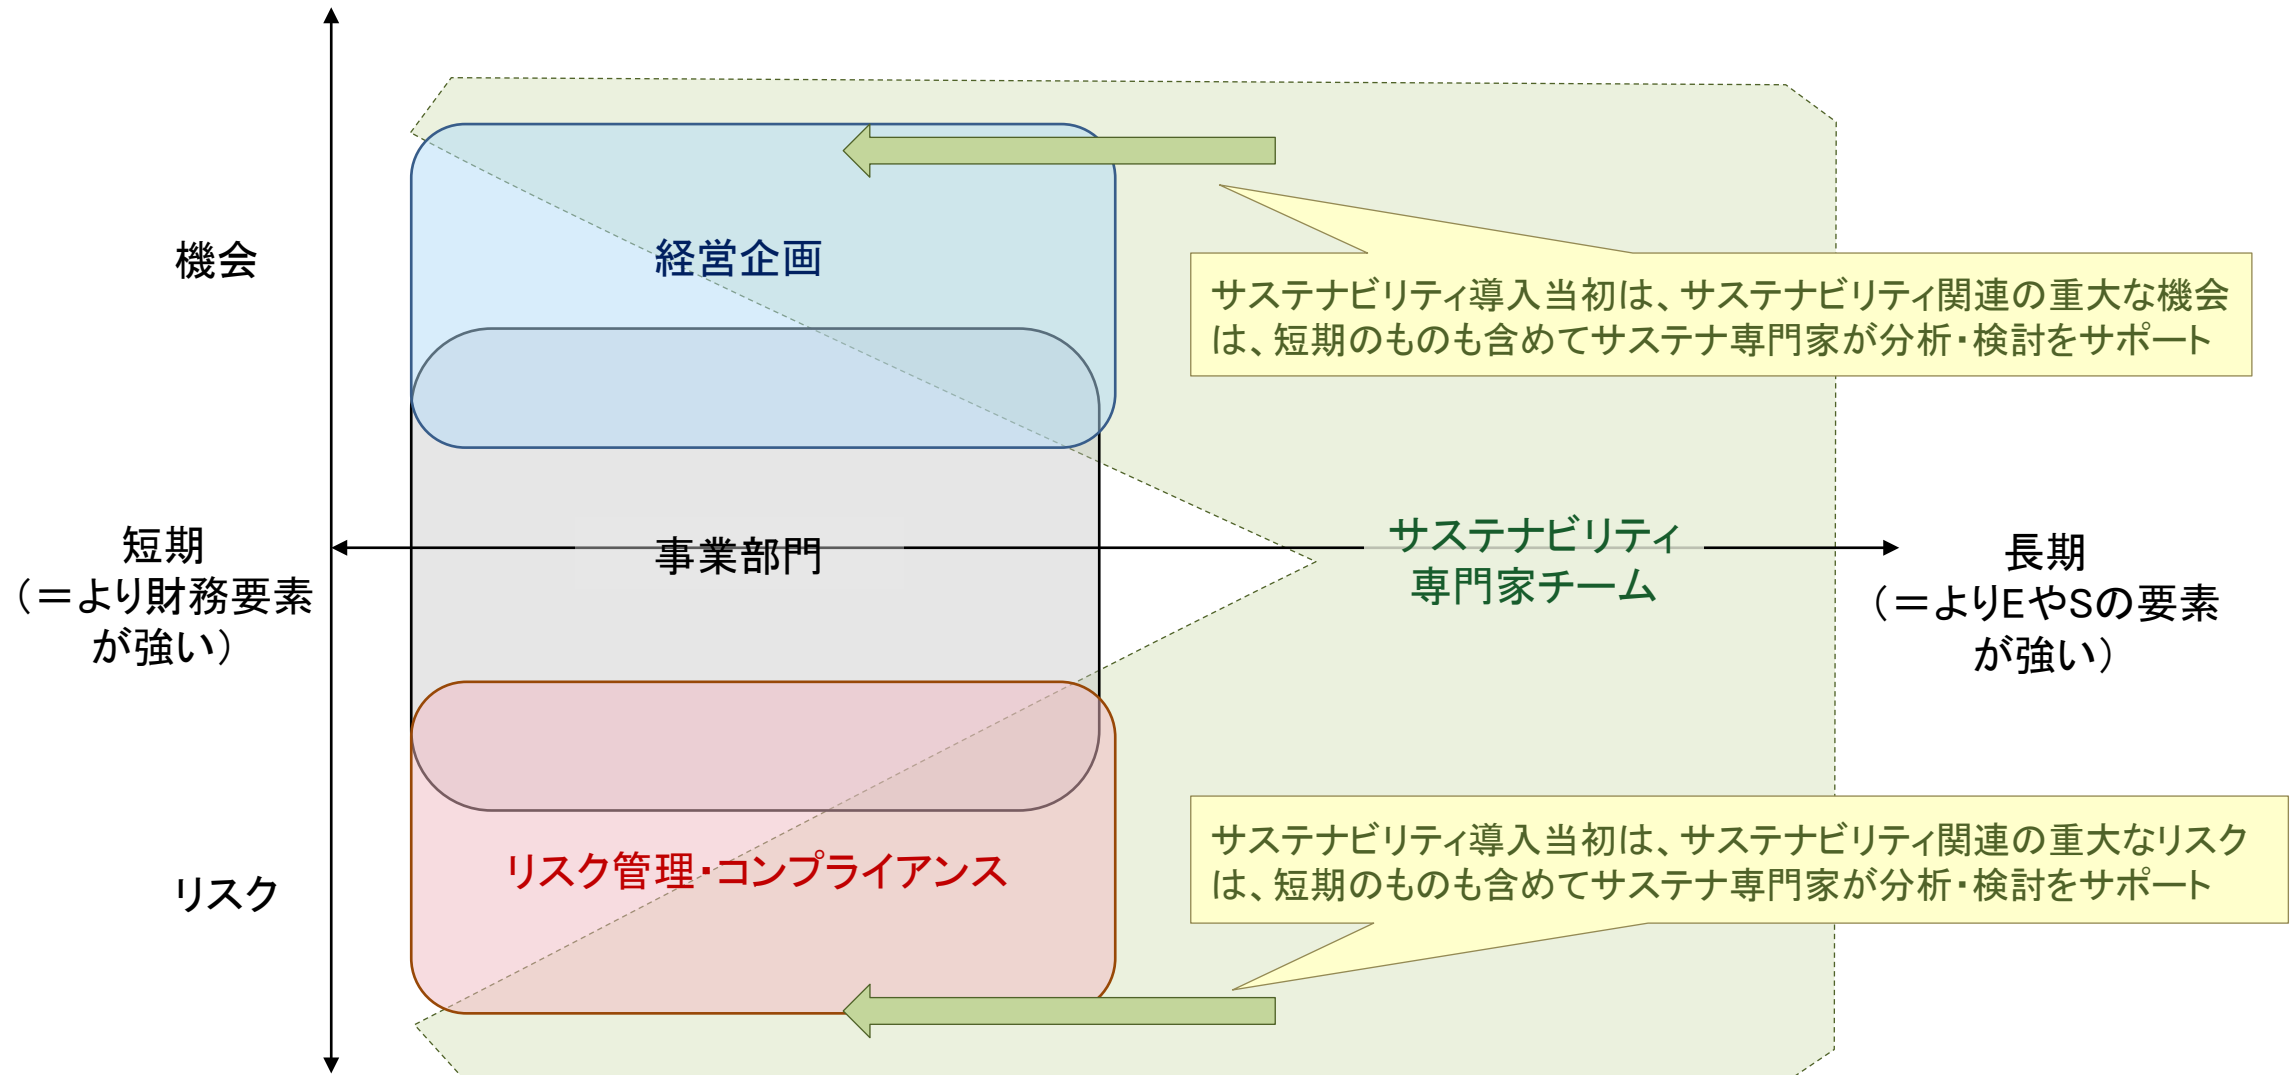 機会
経営企画
サステナビリティ導入当初は、サステナビリティ関連の重大な機会
は、短期のものも含めてサステナ専門家が分析・検討をサポート
短期
（＝より財務要素
が強い）
事業部門
サステナビリティ
専門家チーム
長期
（＝よりEやSの要素
が強い）
リスク
リスク管理・コンプライアンス
サステナビリティ導入当初は、サステナビリティ関連の重大なリスク
は、短期のものも含めてサステナ専門家が分析・検討をサポート